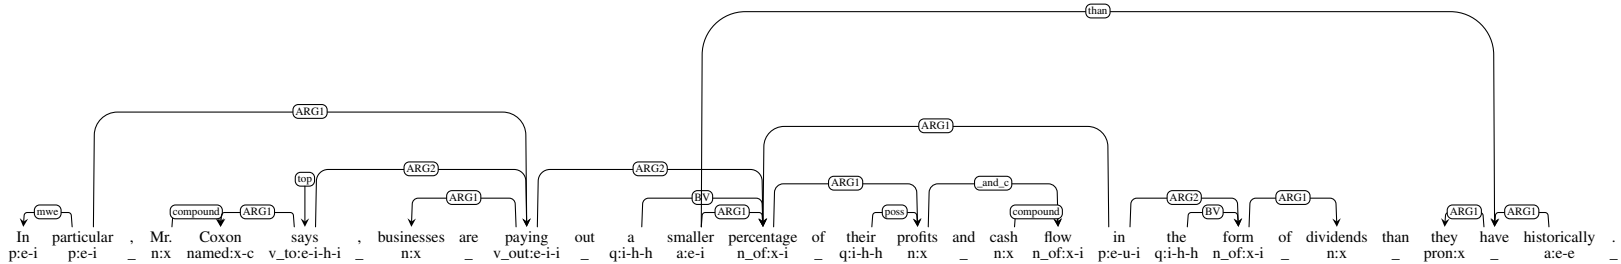 than
ARG1
ARG1
ARG2 ARG2
top ARG1 _and_c
ARG1 BV ARG2 ARG1
mwe compound ARG1 ARG1 poss compound BV ARG1 ARG1
In particular , Mr. Coxon says , businesses are paying out a smaller percentage of their profits and cash flow in the form of dividends than they have historically .
p:e-i p:e-i _ n:x named:x-c v_to:e-i-h-i _ n:x _ v_out:e-i-i _ q:i-h-h a:e-i n_of:x-i _ q:i-h-h n:x _ n:x n_of:x-i p:e-u-i q:i-h-h n_of:x-i _ n:x _ pron:x _ a:e-e _